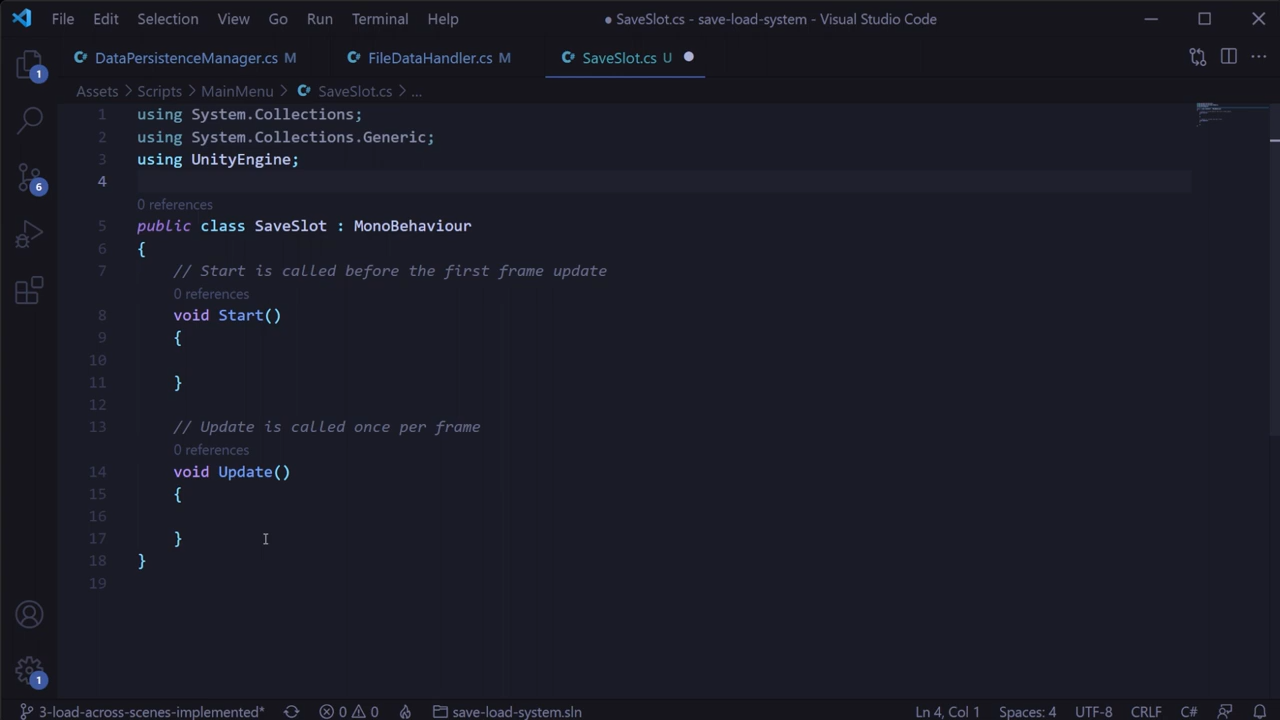 File Edit Selection View Go Run Terminal Help ● SaveSlot.cs - save-load-system - Visual Studio Code
DataPersistenceManager.cs M FileDataHandler.cs M SaveSlot.cs U
Assets > Scripts > MainMenu > SaveSlot.cs > ...
1 using System.Collections;
2 using System.Collections.Generic;
3 using UnityEngine;
4
0 references
5 public class SaveSlot : MonoBehaviour
6 {
7 // Start is called before the first frame update
0 references
8 void Start()
9 {
10
11 }
12
13 // Update is called once per frame
0 references
14 void Update()
15 {
16
17 }
18 }
19
1
6
1
3-load-across-scenes-implemented* 0 0 save-load-system.sln Ln 4, Col 1 Spaces: 4 UTF-8 CRLF C#